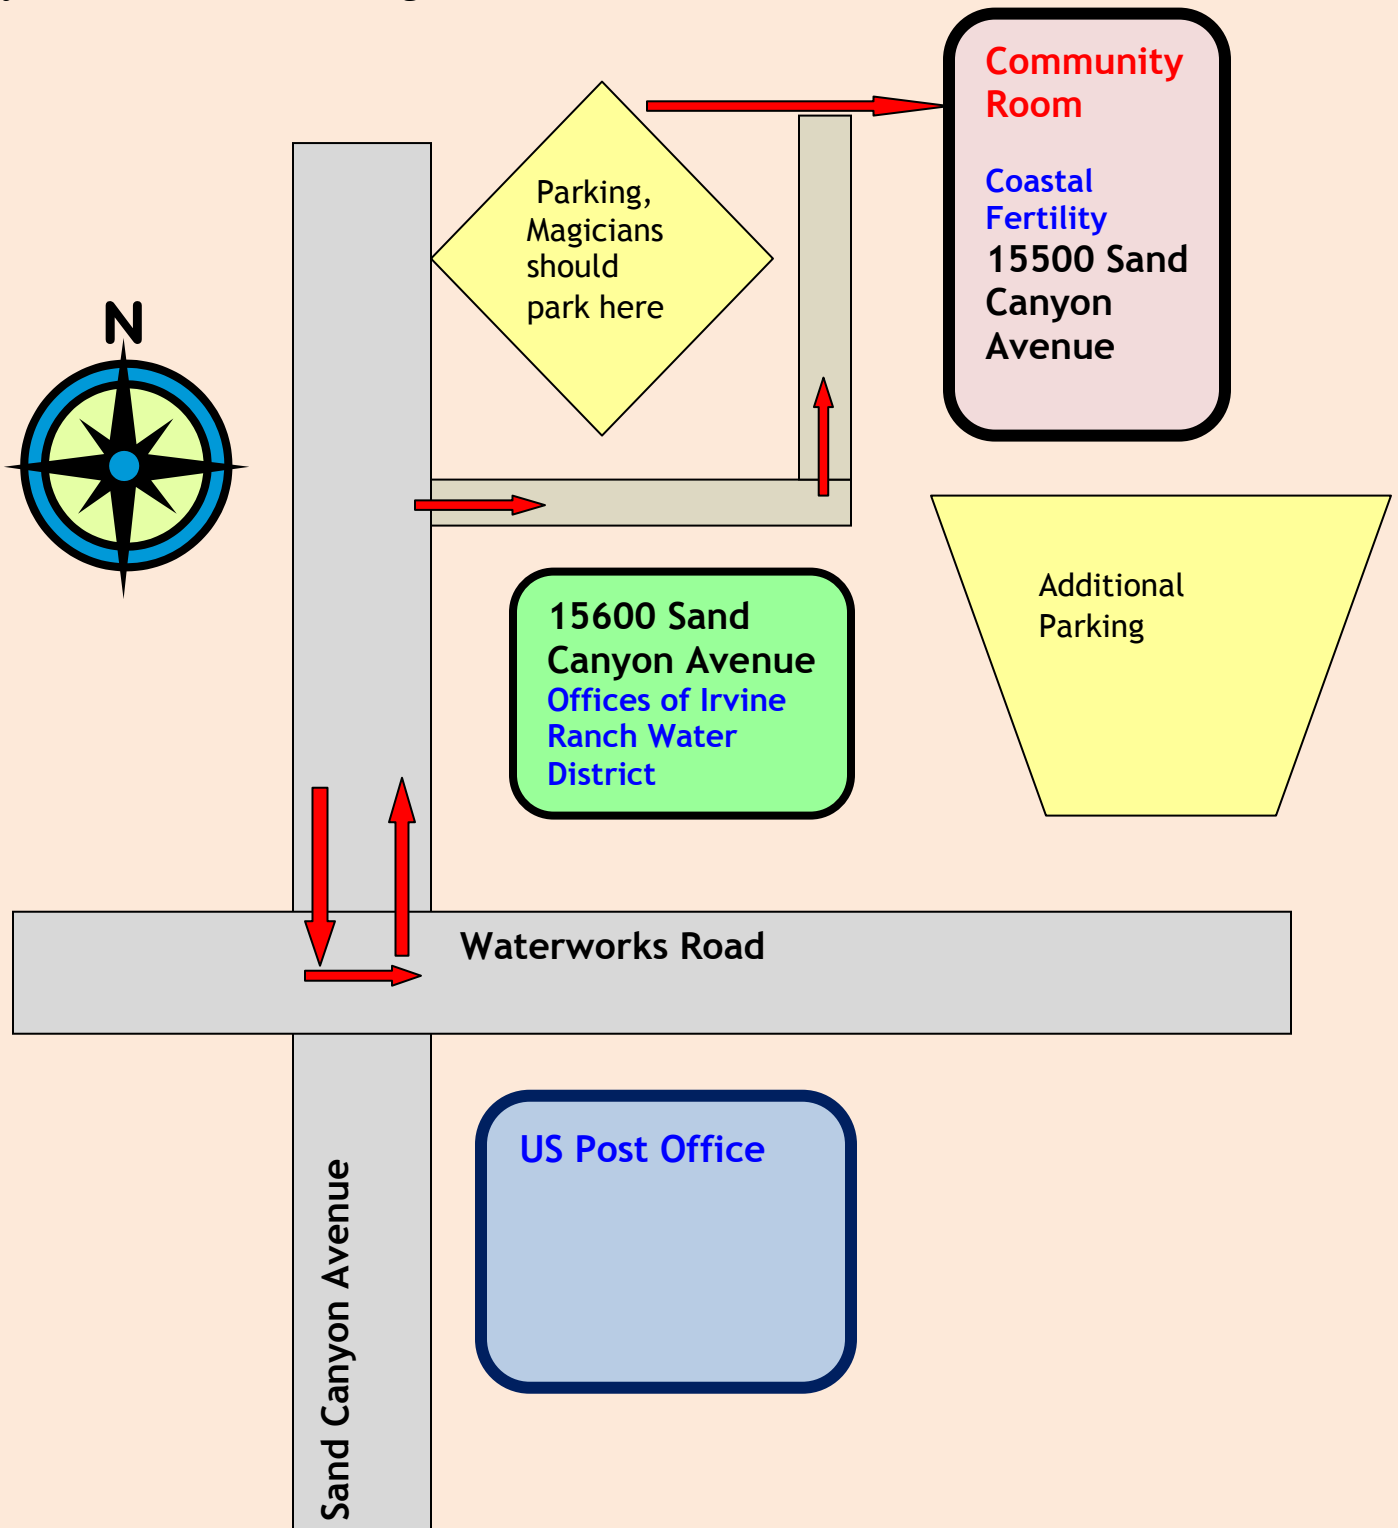 Community
Room
Coastal
Fertility
15500 Sand
Canyon
Avenue
Parking,
Magicians
should
park here
N
Additional
Parking
15600 Sand
Canyon Avenue
Offices of Irvine
Ranch Water
District
Waterworks Road
US Post Office
Sand Canyon Avenue